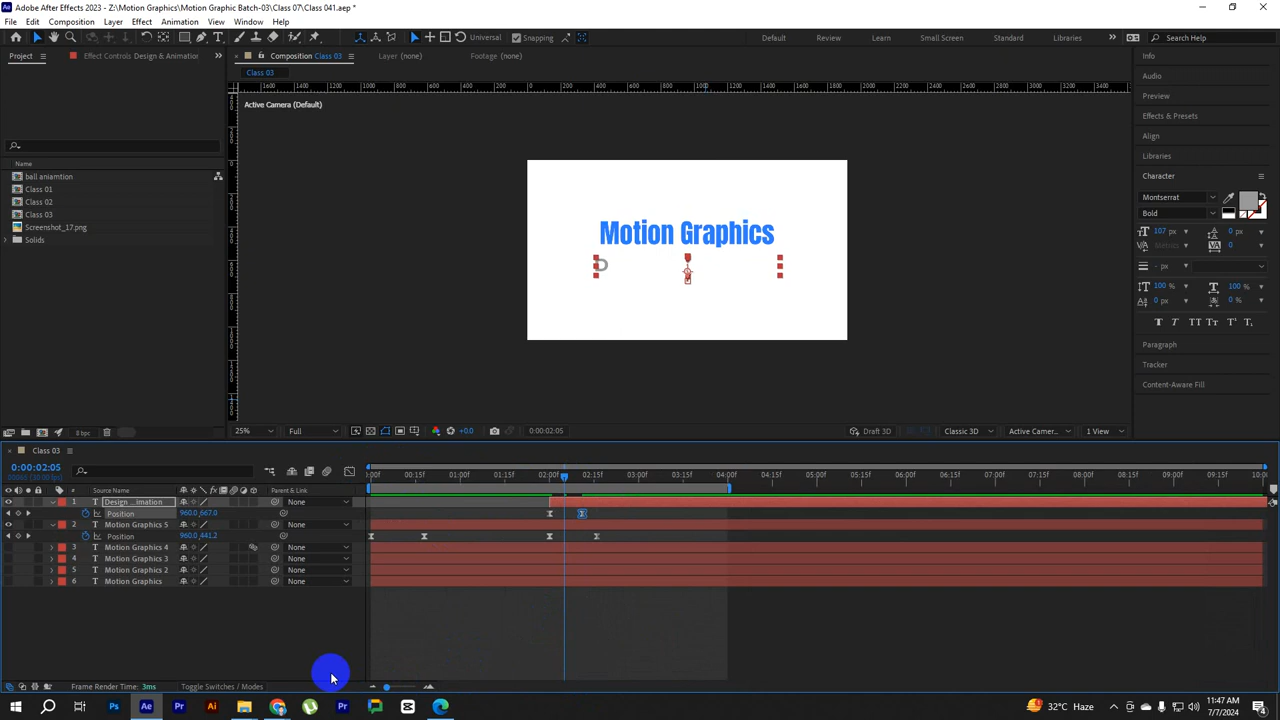 Adobe After Effects 2023 - Z:\Motion Graphics\Motion Graphic Batch-03\Class 07\Class 041.aep *
File Edit Composition Layer Effect Animation View Window Help
Universal Snapping Default Review Learn Small Screen Standard Libraries Search Help
Project Effect Controls Design & Animation Composition Class 03 Layer (none) Footage (none)
Class 03
Active Camera (Default)
Name
ball aniamtion
Class 01
Class 02
Class 03
Screenshot_17.png
Solids
8 bpc
Motion Graphics
D
25% Full +0.0 0:00:02:05 Draft 3D Classic 3D Active Camer... 1 View
Info
Audio
Preview
Effects & Presets
Align
Libraries
Character
Montserrat
Bold
107 px 0 px
Metrics 0
- px
100 % 100 %
0 px 0 %
Paragraph
Tracker
Content-Aware Fill
Class 03
0:00:02:05
# Source Name Parent & Link
00:15f 01:00f 01:15f 02:00f 02:15f 03:00f 03:15f 04:00f 04:15f 05:00f 05:15f 06:00f 06:15f 07:00f 07:15f 08:00f 08:15f 09:00f 09:15f
1 T Design ...imation None
Position 960.0,667.0
2 T Motion Graphics 5 None
Position 960.0,441.2
3 T Motion Graphics 4 None
4 T Motion Graphics 3 None
5 T Motion Graphics 2 None
6 T Motion Graphics None
Frame Render Time: 3ms Toggle Switches / Modes
32°C Haze
11:47 AM
7/7/2024